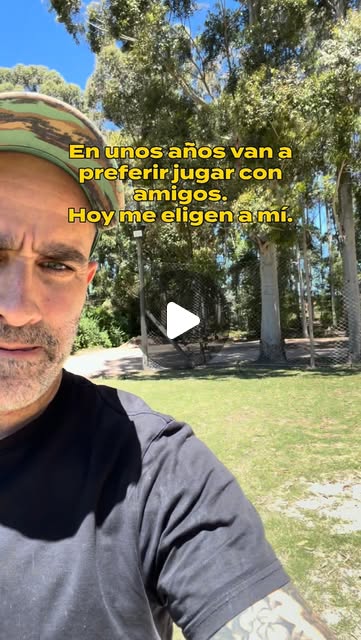 En unos años van a
preferir jugar con
amigos.
Hoy me eligen a mí.